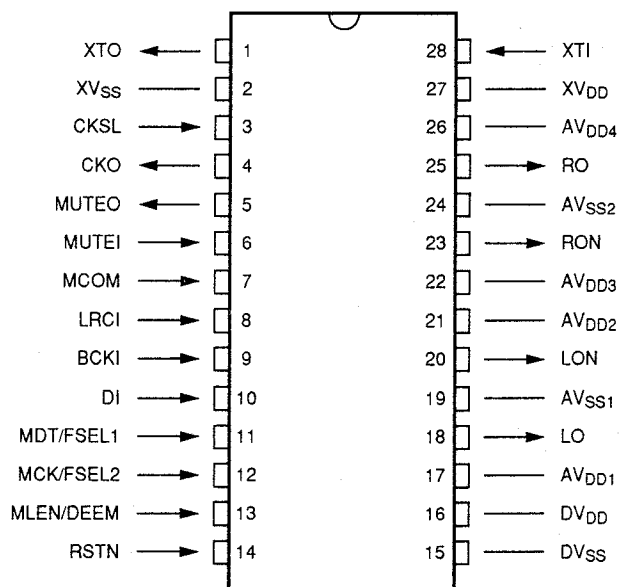 XTO 1 28 XTI
XVSS 2 27 XVDD
CKSL 3 26 AVDD4
CKO 4 25 RO
MUTEO 5 24 AVSS2
MUTEI 6 23 RON
MCOM 7 22 AVDD3
LRCI 8 21 AVDD2
BCKI 9 20 LON
DI 10 19 AVSS1
MDT/FSEL1 11 18 LO
MCK/FSEL2 12 17 AVDD1
MLEN/DEEM 13 16 DVDD
RSTN 14 15 DVSS